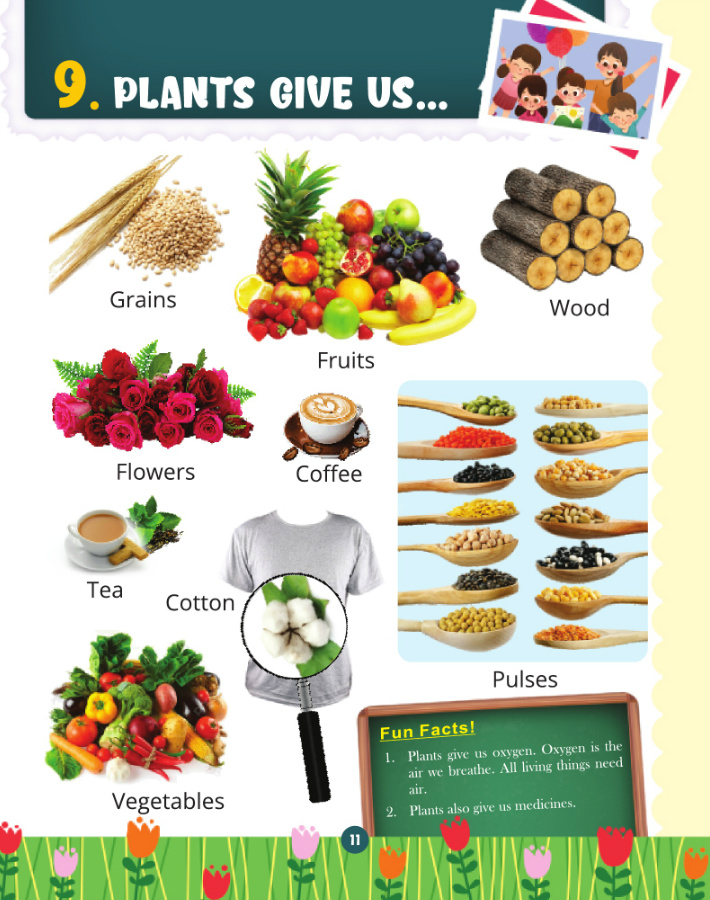 9. PLANTS GIVE US...
Grains
Fruits
Wood
Flowers
Coffee
Tea
Cotton
Pulses
Vegetables
Fun Facts!
1. Plants give us oxygen. Oxygen is the
air we breathe. All living things need
air.
2. Plants also give us medicines.
11